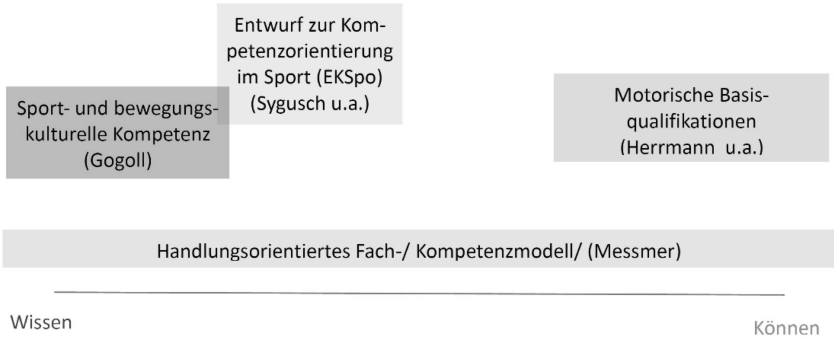 Entwurf zur Kom-
petenzorientierung
im Sport (EKSpo)
(Sygusch u.a.)
Sport- und bewegungs-
kulturelle Kompetenz
(Gogoll)
Motorische Basis-
qualifikationen
(Herrmann u.a.)
Handlungsorientiertes Fach-/ Kompetenzmodell/ (Messmer)
Wissen
Können